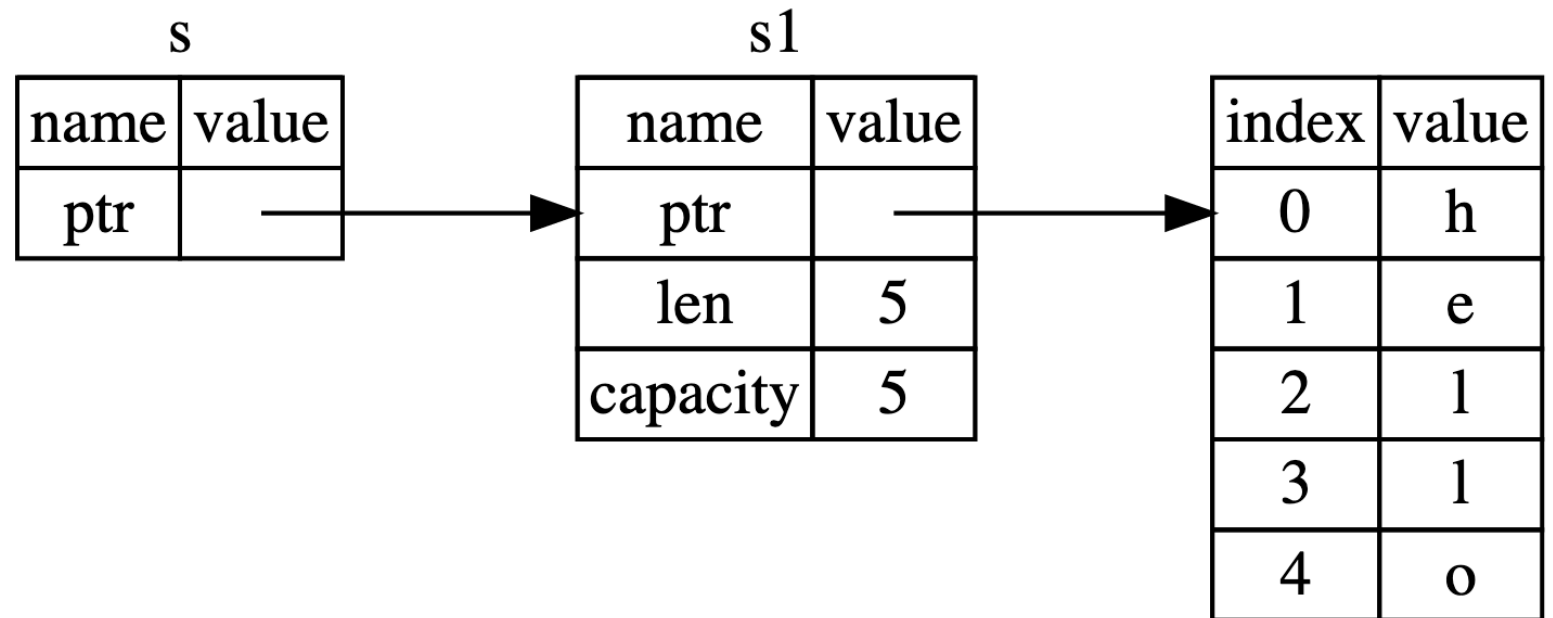 s
name value
ptr
s1
name value
ptr
len 5
capacity 5
index value
0 h
1 e
2 l
3 l
4 o